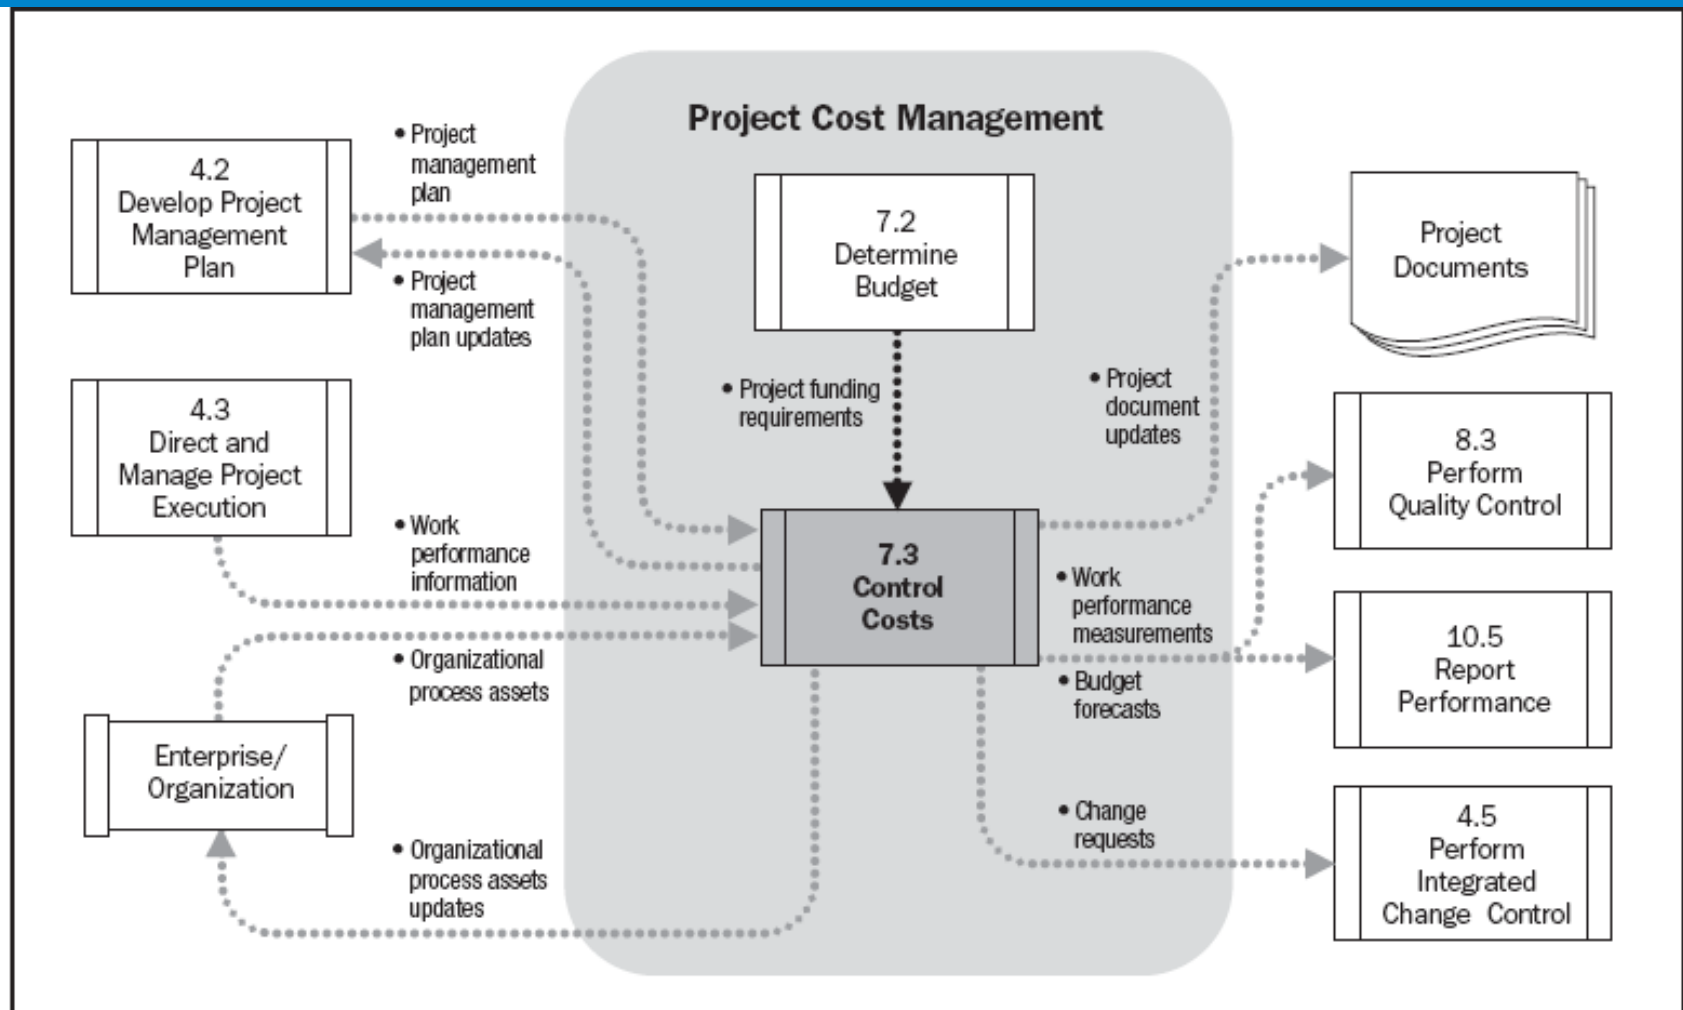 Project Cost Management
• Project
management
plan
4.2
Develop Project
Management
Plan
• Project
management
plan updates
7.2
Determine
Budget
Project
Documents
• Project funding
requirements
• Project
document
updates
4.3
Direct and
Manage Project
Execution
8.3
Perform
Quality Control
• Work
performance
information
7.3
Control
Costs
• Work
performance
measurements
• Budget
forecasts
10.5
Report
Performance
• Organizational
process assets
Enterprise/
Organization
• Organizational
process assets
updates
• Change
requests
4.5
Perform
Integrated
Change Control